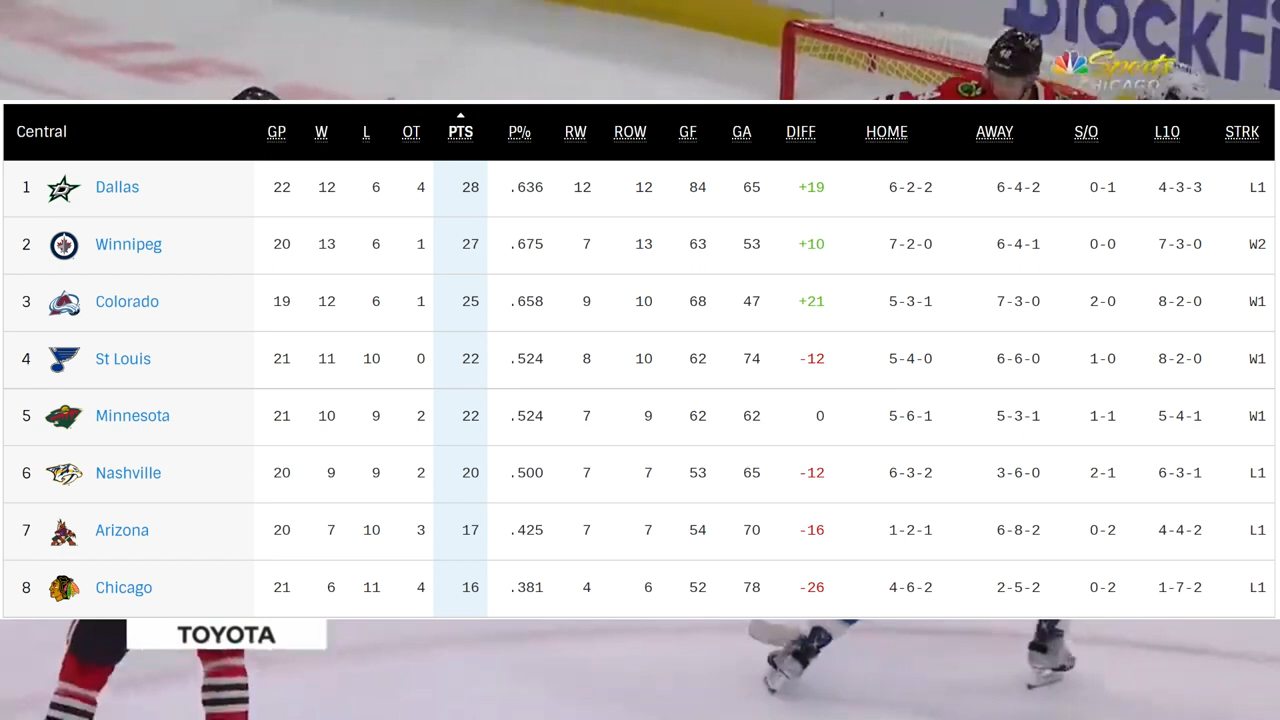 BlockFi
Sports
CHICAGO
Central GP W L OT PTS P% RW ROW GF GA DIFF HOME AWAY S/O L10 STRK
1 Dallas 22 12 6 4 28 .636 12 12 84 65 +19 6-2-2 6-4-2 0-1 4-3-3 L1
2 Winnipeg 20 13 6 1 27 .675 7 13 63 53 +10 7-2-0 6-4-1 0-0 7-3-0 W2
3 Colorado 19 12 6 1 25 .658 9 10 68 47 +21 5-3-1 7-3-0 2-0 8-2-0 W1
4 St Louis 21 11 10 0 22 .524 8 10 62 74 -12 5-4-0 6-6-0 1-0 8-2-0 W1
5 Minnesota 21 10 9 2 22 .524 7 9 62 62 0 5-6-1 5-3-1 1-1 5-4-1 W1
6 Nashville 20 9 9 2 20 .500 7 7 53 65 -12 6-3-2 3-6-0 2-1 6-3-1 L1
7 Arizona 20 7 10 3 17 .425 7 7 54 70 -16 1-2-1 6-8-2 0-2 4-4-2 L1
8 Chicago 21 6 11 4 16 .381 4 6 52 78 -26 4-6-2 2-5-2 0-2 1-7-2 L1
TOYOTA